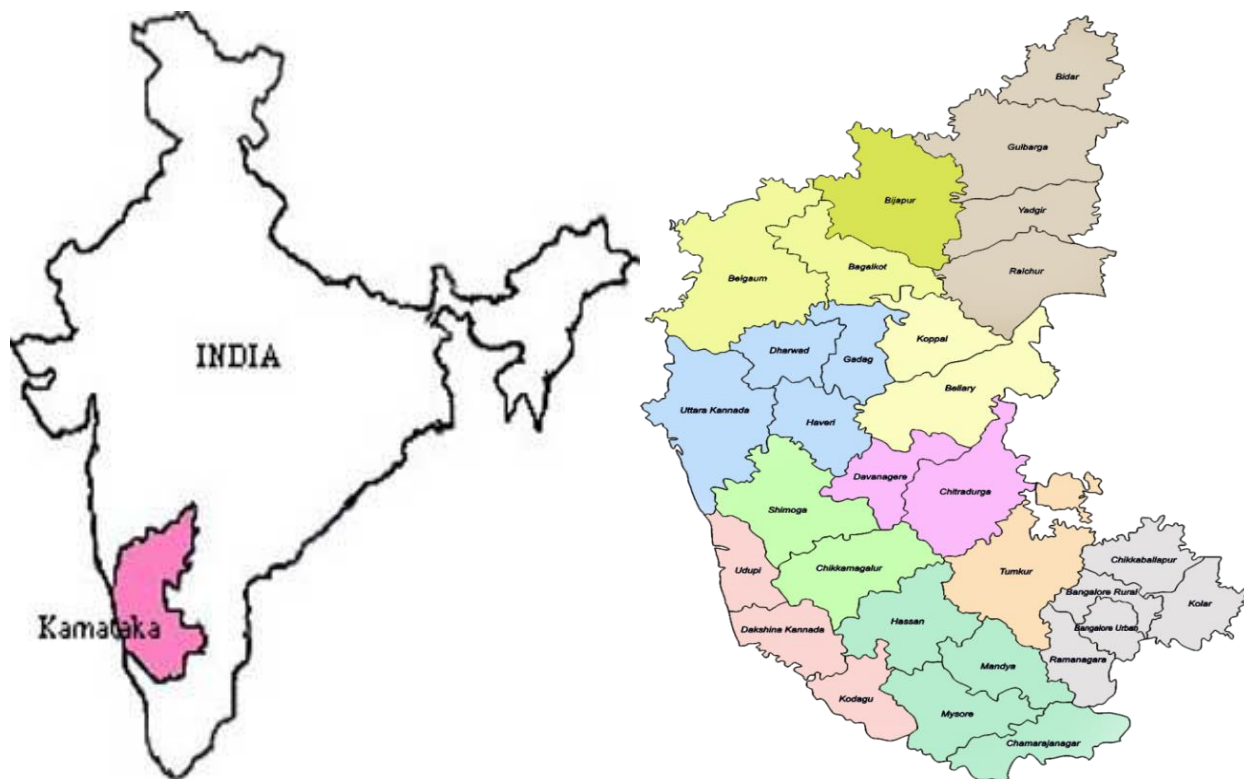 INDIA
Karnataka
Bidar
Gulbarga
Bijapur
Yadgir
Raichur
Bagalkot
Belgaum
Koppal
Dharwad
Gadag
Bellary
Uttara Kannada
Haveri
Davanagere
Chitradurga
Shimoga
Chikkaballapur
Udupi
Chikkamagalur
Tumkur
Bangalore Rural
Kolar
Hassan
Bangalore Urban
Dakshina Kannada
Mandya
Ramanagara
Kodagu
Mysore
Chamarajanagar